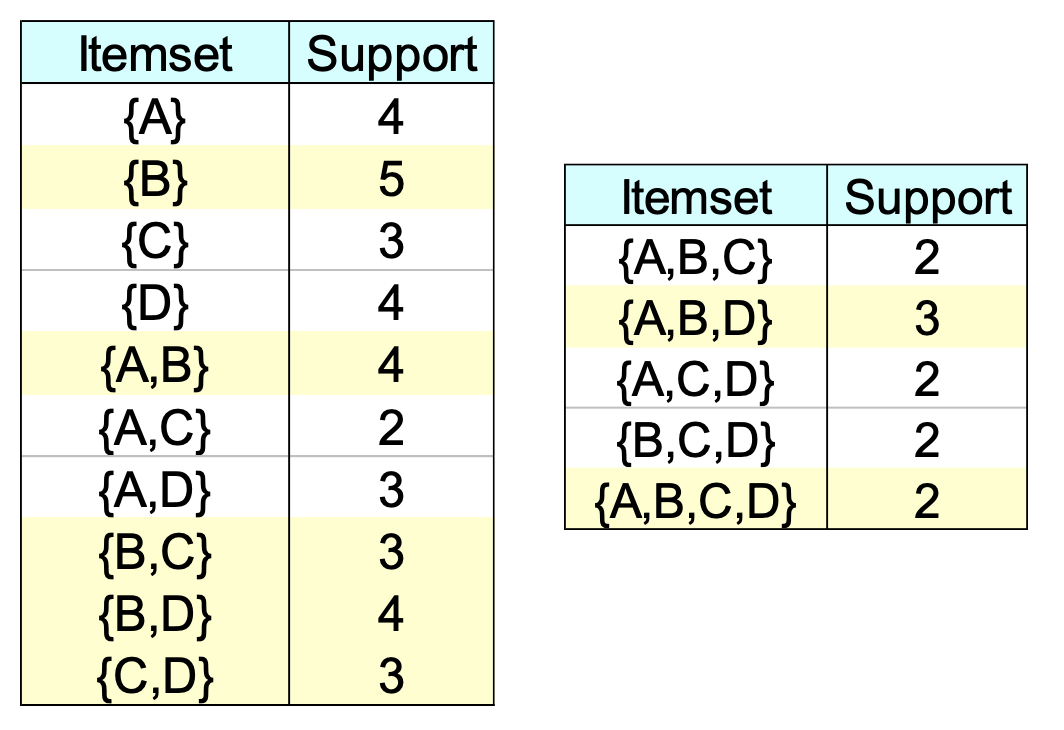 Itemset Support
{A} 4
{B} 5
{C} 3
{D} 4
{A,B} 4
{A,C} 2
{A,D} 3
{B,C} 3
{B,D} 4
{C,D} 3
Itemset Support
{A,B,C} 2
{A,B,D} 3
{A,C,D} 2
{B,C,D} 2
{A,B,C,D} 2